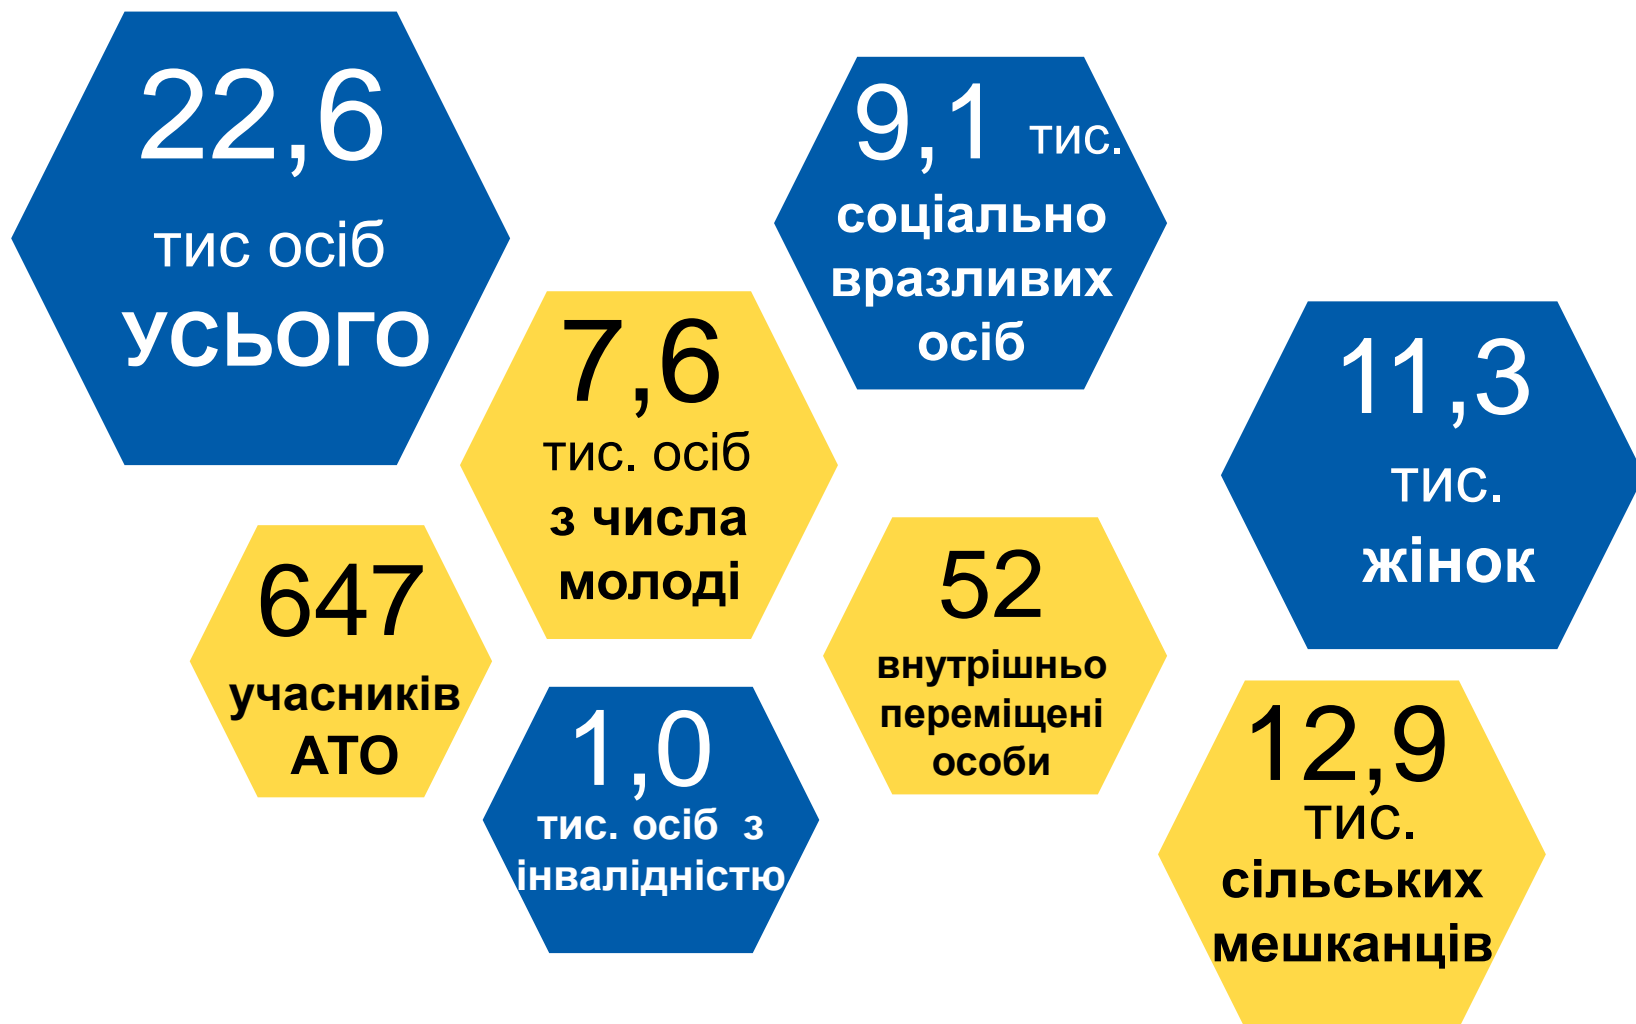 22,6
тис осіб
УСЬОГО
9,1 тис.
соціально
вразливих
осіб
7,6
тис. осіб
з числа
молоді
11,3
тис.
жінок
647
учасників
АТО
52
внутрішньо
переміщені
особи
1,0
тис. осіб з
інвалідністю
12,9
тис.
сільських
мешканців